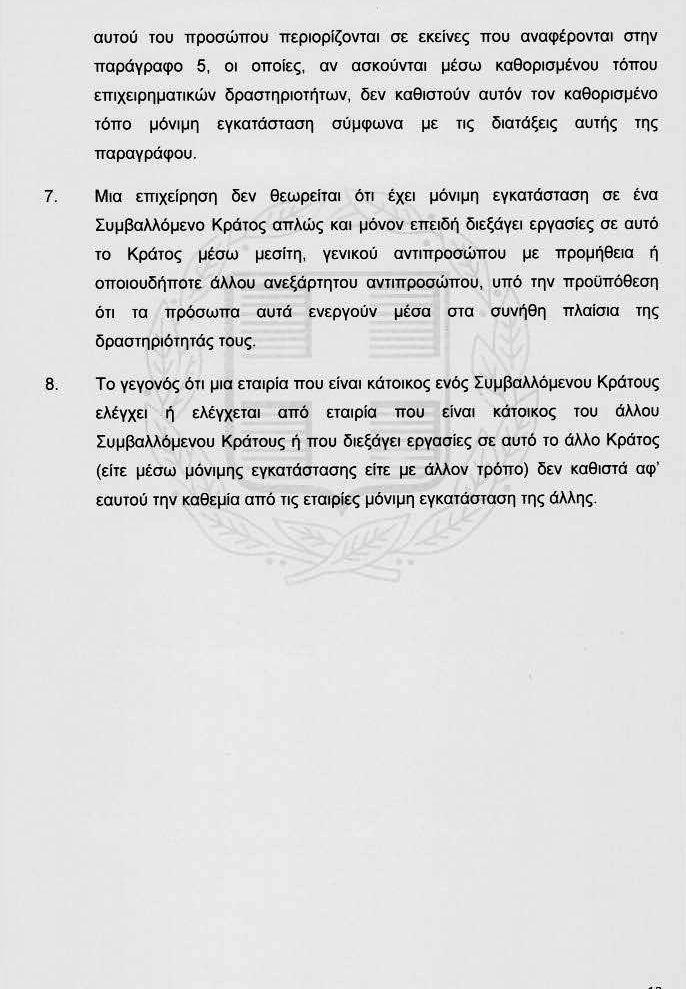 αυτού του προσώπου περιορίζονται σε εκείνες που αναφέρονται στην
παράγραφο 5, οι οποίες, αν ασκούνται μέσω καθορισμένου τόπου
επιχειρηματικών δραστηριοτήτων, δεν καθιστούν αυτόν τον καθορισμένο
τόπο μόνιμη εγκατάσταση σύμφωνα με τις διατάξεις αυτής της
παραγράφου.
7. Μια επιχείρηση δεν θεωρείται ότι έχει μόνιμη εγκατάσταση σε ένα
Συμβαλλόμενο Κράτος απλώς και μόνον επειδή διεξάγει εργασίες σε αυτό
το Κράτος μέσω μεσίτη, γενικού αντιπροσώπου με προμήθεια ή
οποιουδήποτε άλλου ανεξάρτητου αντιπροσώπου, υπό την προϋπόθεση
ότι τα πρόσωπα αυτά ενεργούν μέσα στα συνήθη πλαίσια της
δραστηριότητάς τους.
8. Το γεγονός ότι μια εταιρία που είναι κάτοικος ενός Συμβαλλόμενου Κράτους
ελέγχει ή ελέγχεται από εταιρία που είναι κάτοικος του άλλου
Συμβαλλόμενου Κράτους ή που διεξάγει εργασίες σε αυτό το άλλο Κράτος
(είτε μέσω μόνιμης εγκατάστασης είτε με άλλον τρόπο) δεν καθιστά αφ'
εαυτού την καθεμία από τις εταιρίες μόνιμη εγκατάσταση της άλλης.